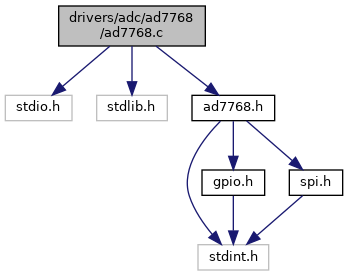 drivers/adc/ad7768
/ad7768.c
stdio.h
stdlib.h
ad7768.h
gpio.h
spi.h
stdint.h